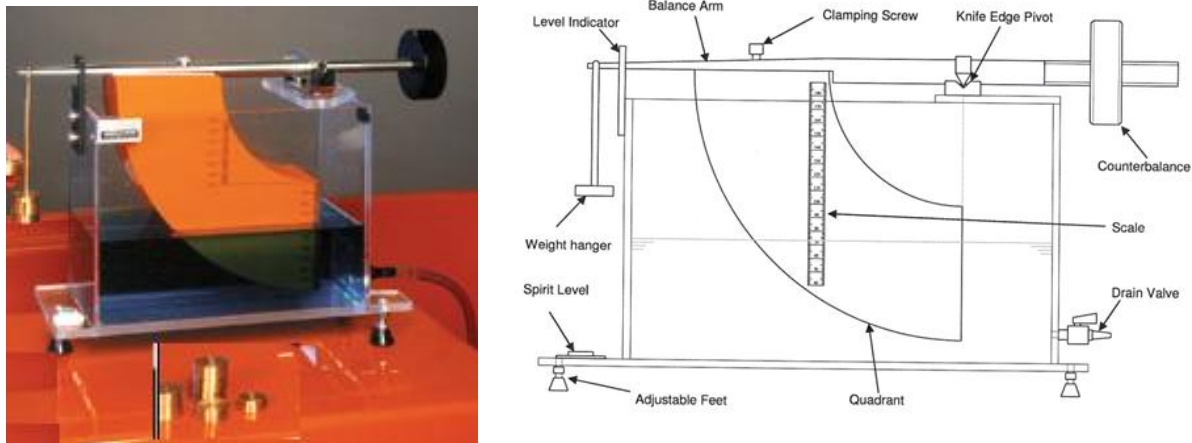 Balance Arm
Clamping Screw
Knife Edge Pivot
Level Indicator
Counterbalance
Weight hanger
Scale
Spirit Level
Drain Valve
Adjustable Feet
Quadrant